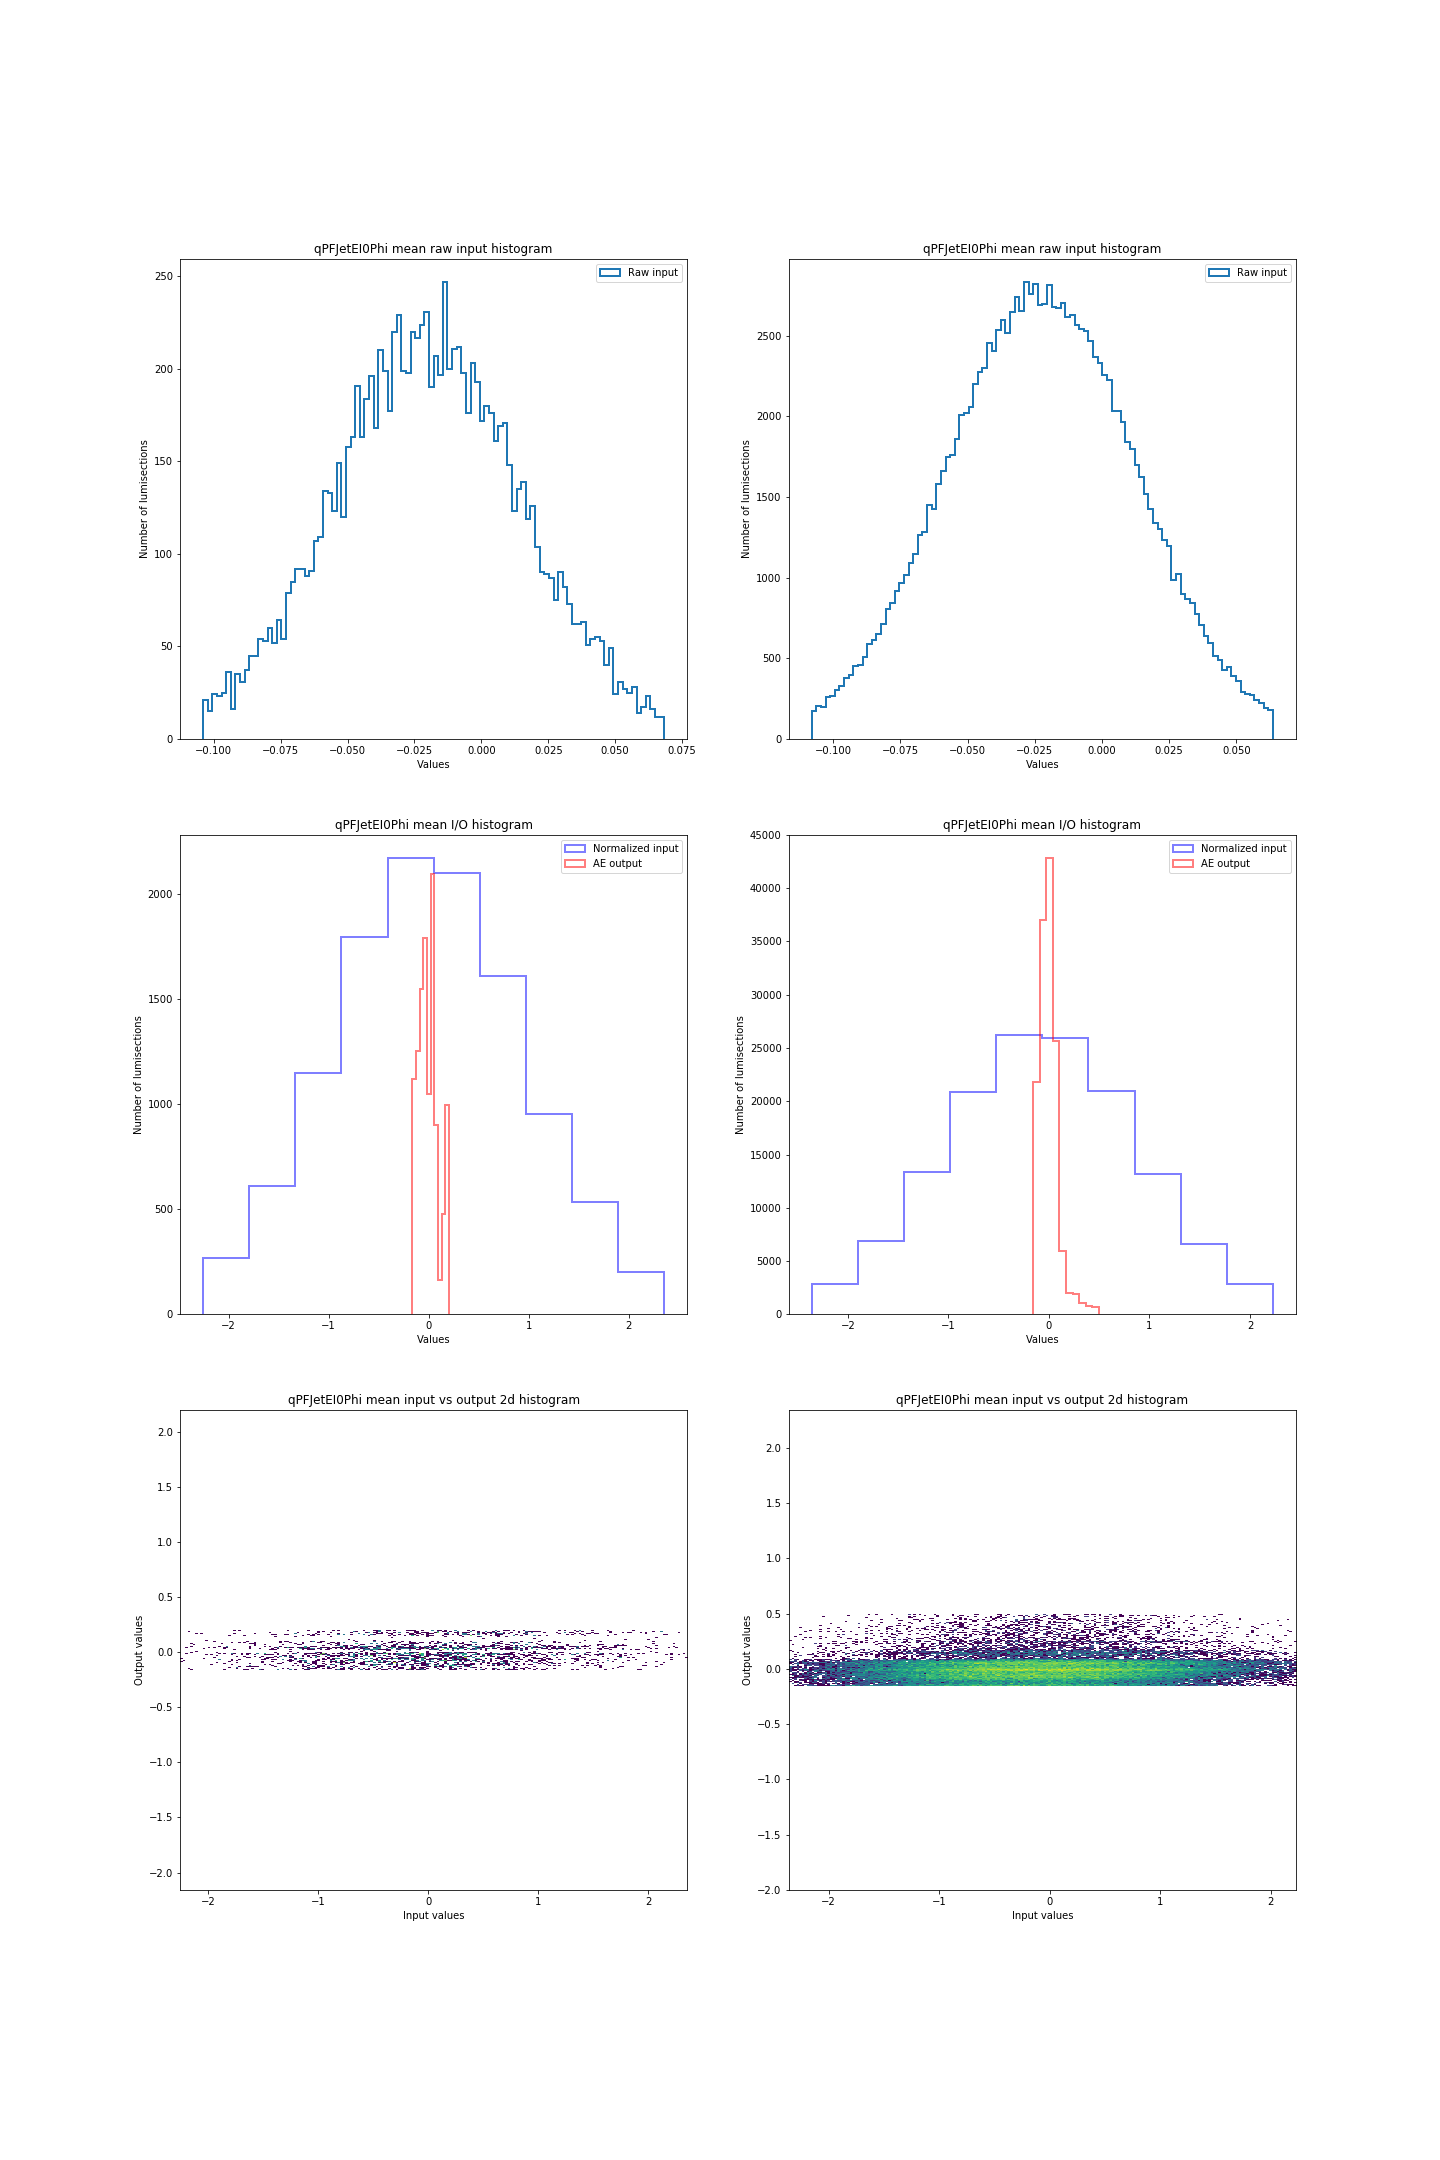 qPFJetEI0Phi mean raw input histogram
Raw input
250
200
150
100
50
0
Number of lumisections
−0.100 −0.075 −0.050 −0.025 0.000 0.025 0.050 0.075
Values
qPFJetEI0Phi mean raw input histogram
Raw input
2500
2000
1500
1000
500
0
Number of lumisections
−0.100 −0.075 −0.050 −0.025 0.000 0.025 0.050
Values
qPFJetEI0Phi mean I/O histogram
Normalized input
AE output
2000
1500
1000
500
0
Number of lumisections
−2 −1 0 1 2
Values
qPFJetEI0Phi mean I/O histogram
Normalized input
AE output
45000
40000
35000
30000
25000
20000
15000
10000
5000
0
Number of lumisections
−2 −1 0 1 2
Values
qPFJetEI0Phi mean input vs output 2d histogram
2.0
1.5
1.0
0.5
0.0
−0.5
−1.0
−1.5
−2.0
Output values
−2 −1 0 1 2
Input values
qPFJetEI0Phi mean input vs output 2d histogram
2.0
1.5
1.0
0.5
0.0
−0.5
−1.0
−1.5
−2.0
Output values
−2 −1 0 1 2
Input values